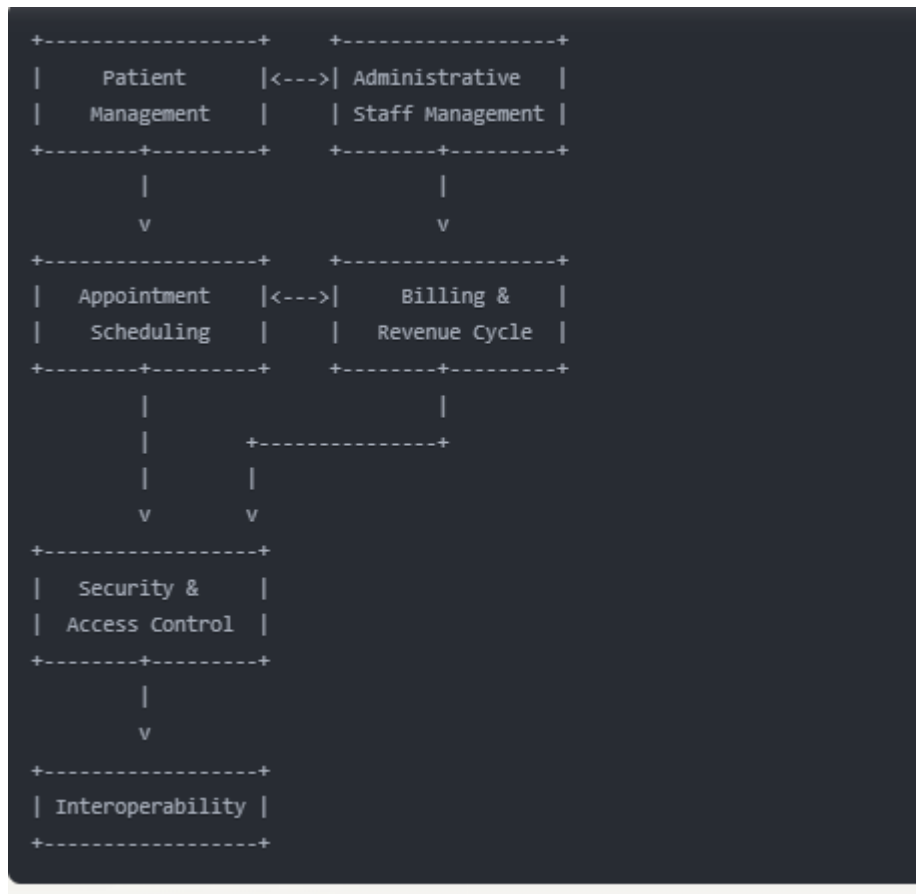 +------------------+     +------------------+
|     Patient      |<--->| Administrative   |
|    Management    |     | Staff Management |
+--------+---------+     +--------+---------+
         |                        |
         v                        v
+------------------+     +------------------+
|   Appointment    |<--->|     Billing &    |
|    Scheduling    |     |   Revenue Cycle  |
+--------+---------+     +--------+---------+
         |                        |
         |        +---------------+
         |        |
         v        v
+------------------+
|   Security &     |
|  Access Control  |
+--------+---------+
         |
         v
+------------------+
| Interoperability |
+------------------+